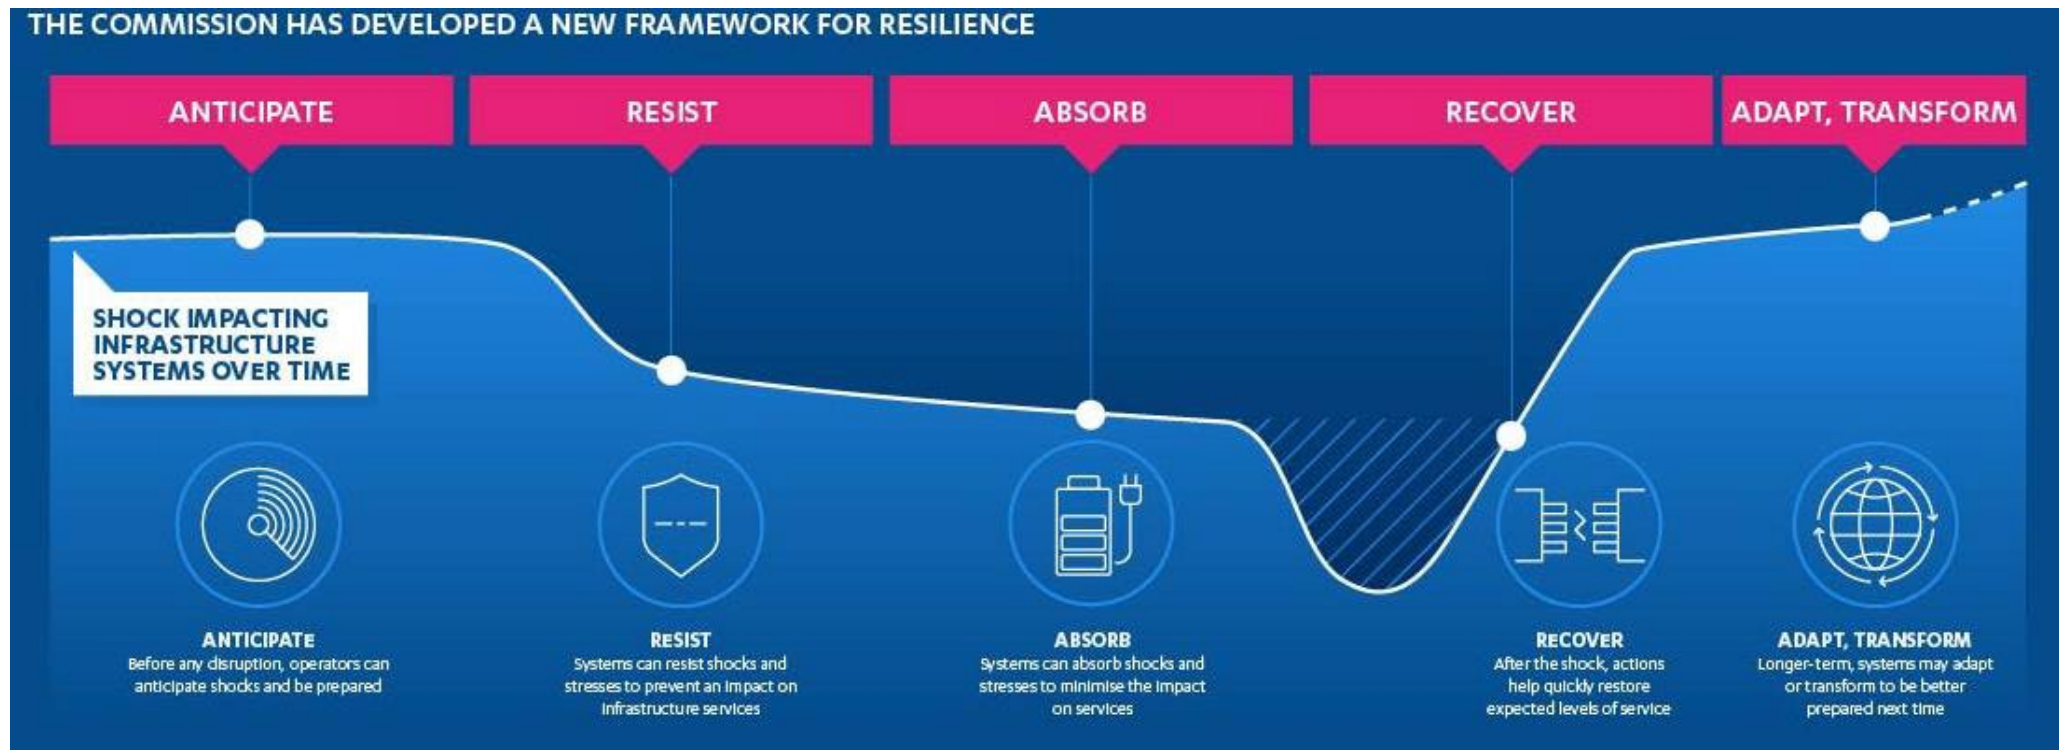 THE COMMISSION HAS DEVELOPED A NEW FRAMEWORK FOR RESILIENCE
ANTICIPATE
RESIST
ABSORB
RECOVER
ADAPT, TRANSFORM
SHOCK IMPACTING
INFRASTRUCTURE
SYSTEMS OVER TIME
ANTICIPATE
Before any disruption, operators can
anticipate shocks and be prepared
RESIST
Systems can resist shocks and
stresses to prevent an impact on
infrastructure services
ABSORB
Systems can absorb shocks and
stresses to minimise the impact
on services
RECOVER
After the shock, actions
help quickly restore
expected levels of service
ADAPT, TRANSFORM
Longer-term, systems may adapt
or transform to be better
prepared next time